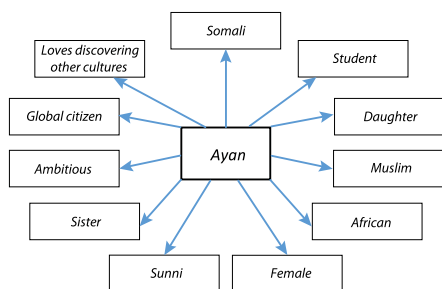 Somali
Loves discovering
other cultures
Student
Global citizen
Daughter
Ayan
Ambitious
Muslim
Sister
African
Sunni
Female